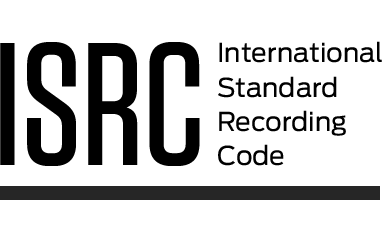 ISRC
International
Standard
Recording
Code